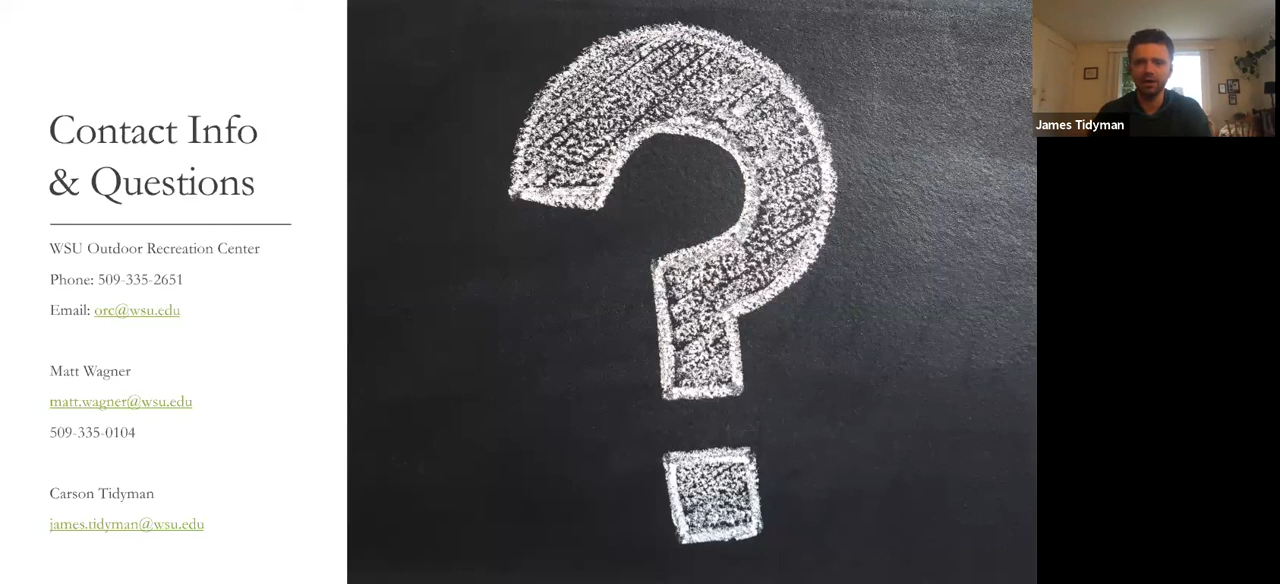 Contact Info
& Questions
WSU Outdoor Recreation Center
Phone: 509-335-2651
Email: orc@wsu.edu
Matt Wagner
matt.wagner@wsu.edu
509-335-0104
Carson Tidyman
james.tidyman@wsu.edu
?
James Tidyman